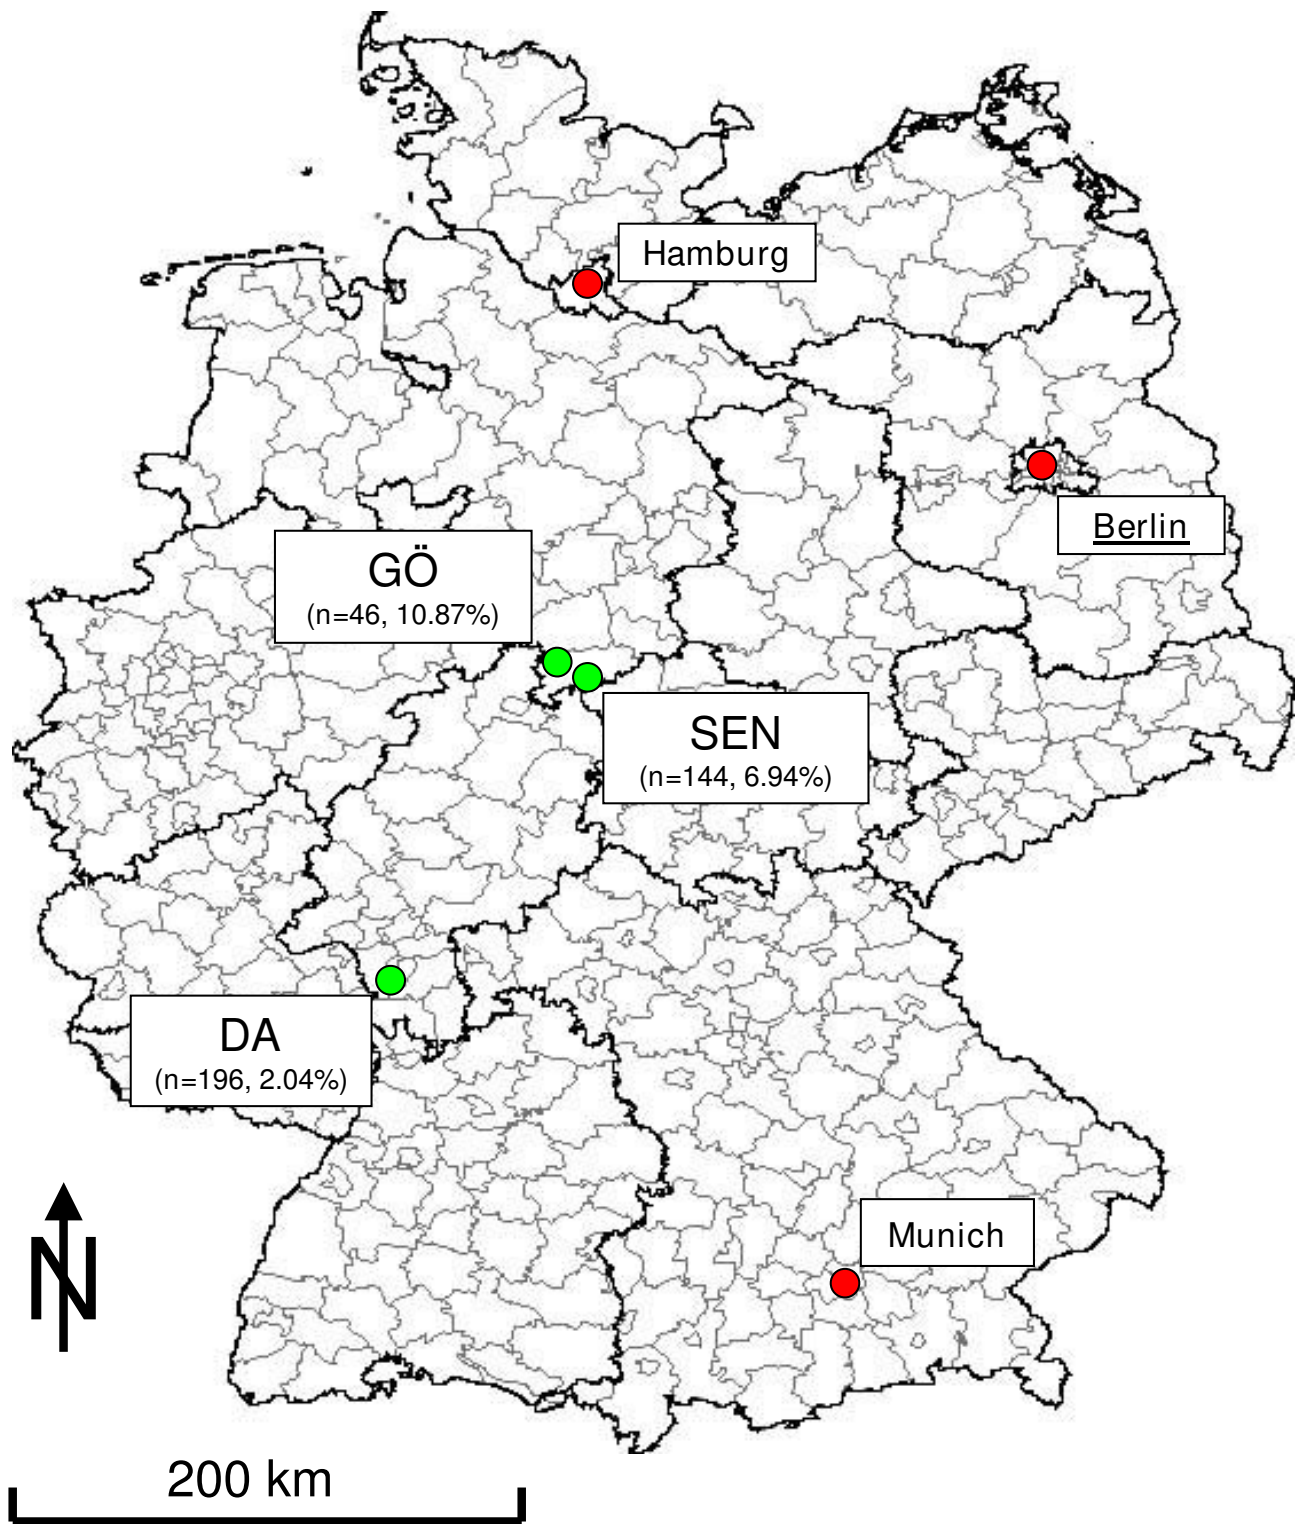 Hamburg
Berlin
GÖ
(n=46, 10.87%)
SEN
(n=144, 6.94%)
DA
(n=196, 2.04%)
Munich
N
200 km